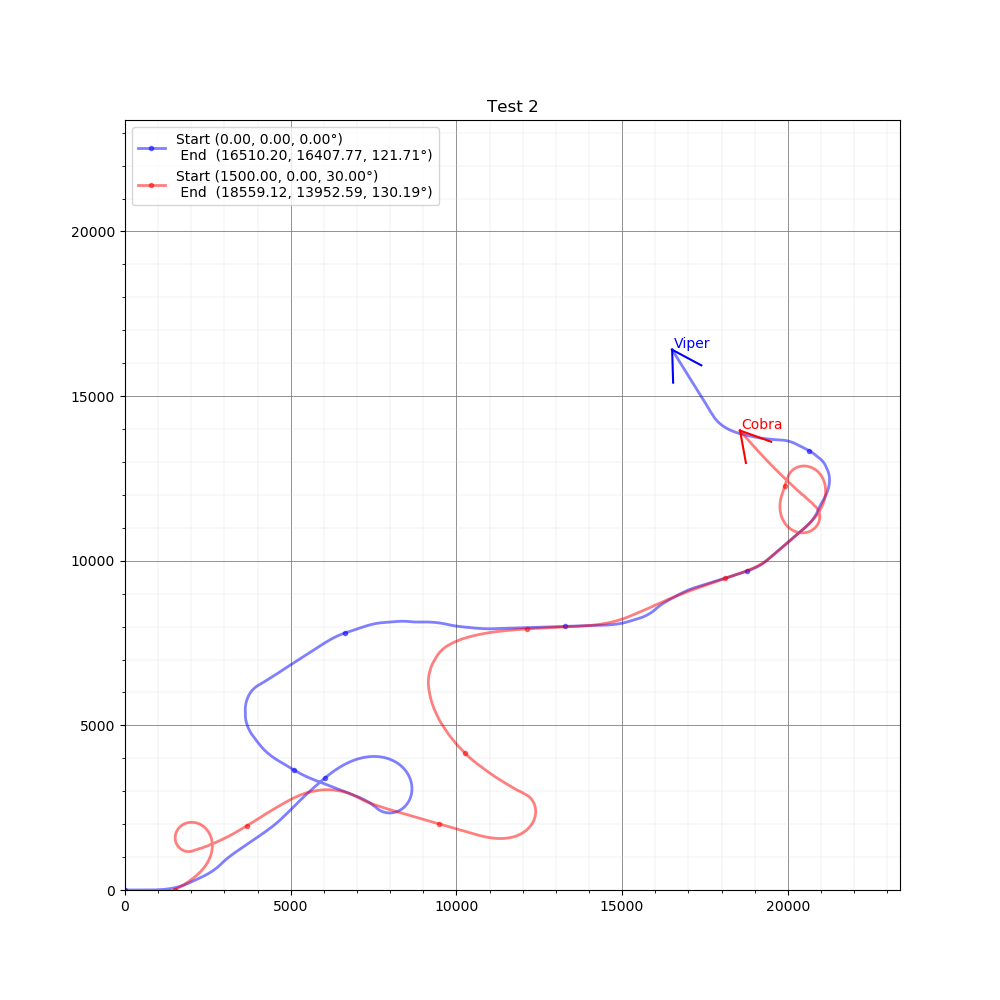 Test 2
Start (0.00, 0.00, 0.00°)
End  (16510.20, 16407.77, 121.71°)
Start (1500.00, 0.00, 30.00°)
End  (18559.12, 13952.59, 130.19°)
20000
Viper
15000
Cobra
10000
5000
0
0 5000 10000 15000 20000